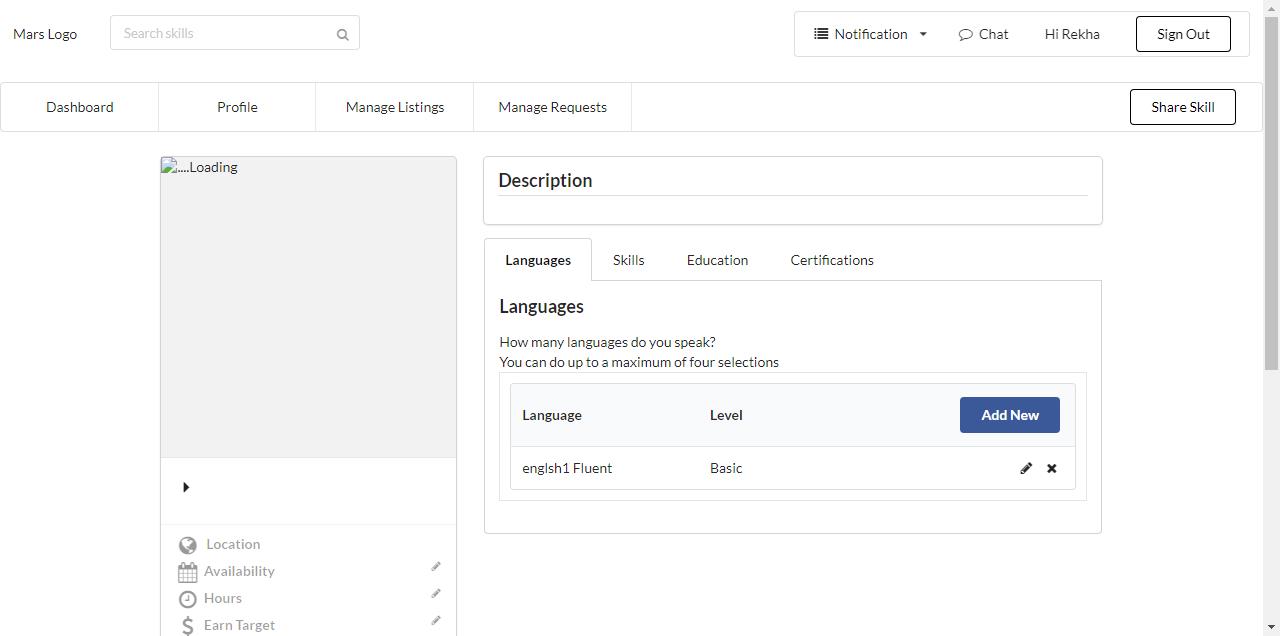 Mars Logo
Search skills
Notification
Chat
Hi Rekha
Sign Out
Dashboard
Profile
Manage Listings
Manage Requests
Share Skill
....Loading
Description
Languages
Skills
Education
Certifications
Languages
How many languages do you speak?
You can do up to a maximum of four selections
Language
Level
Add New
englsh1 Fluent
Basic
Location
Availability
Hours
Earn Target